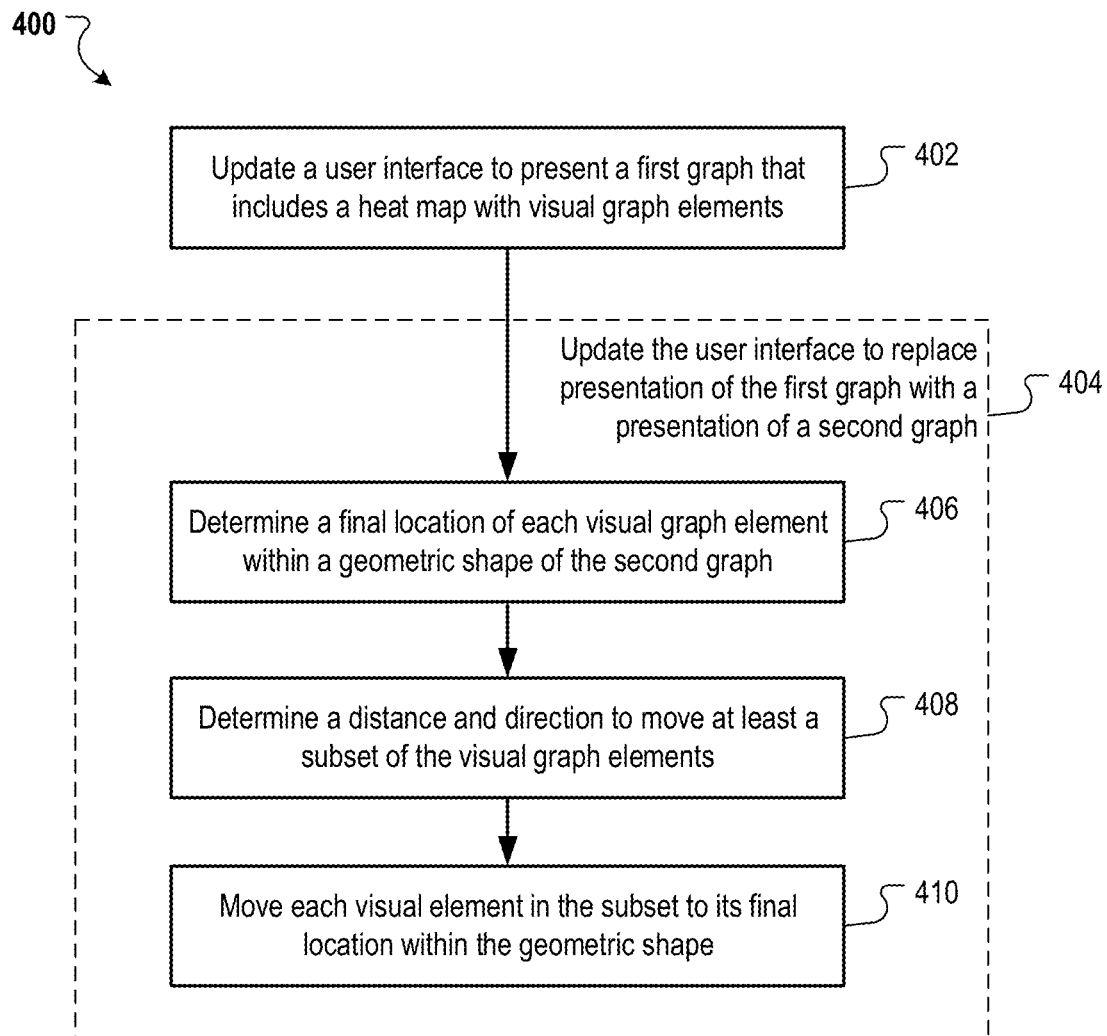 400
Update a user interface to present a first graph that
includes a heat map with visual graph elements
402
Update the user interface to replace
presentation of the first graph with a
presentation of a second graph
404
Determine a final location of each visual graph element
within a geometric shape of the second graph
406
Determine a distance and direction to move at least a
subset of the visual graph elements
408
Move each visual element in the subset to its final
location within the geometric shape
410